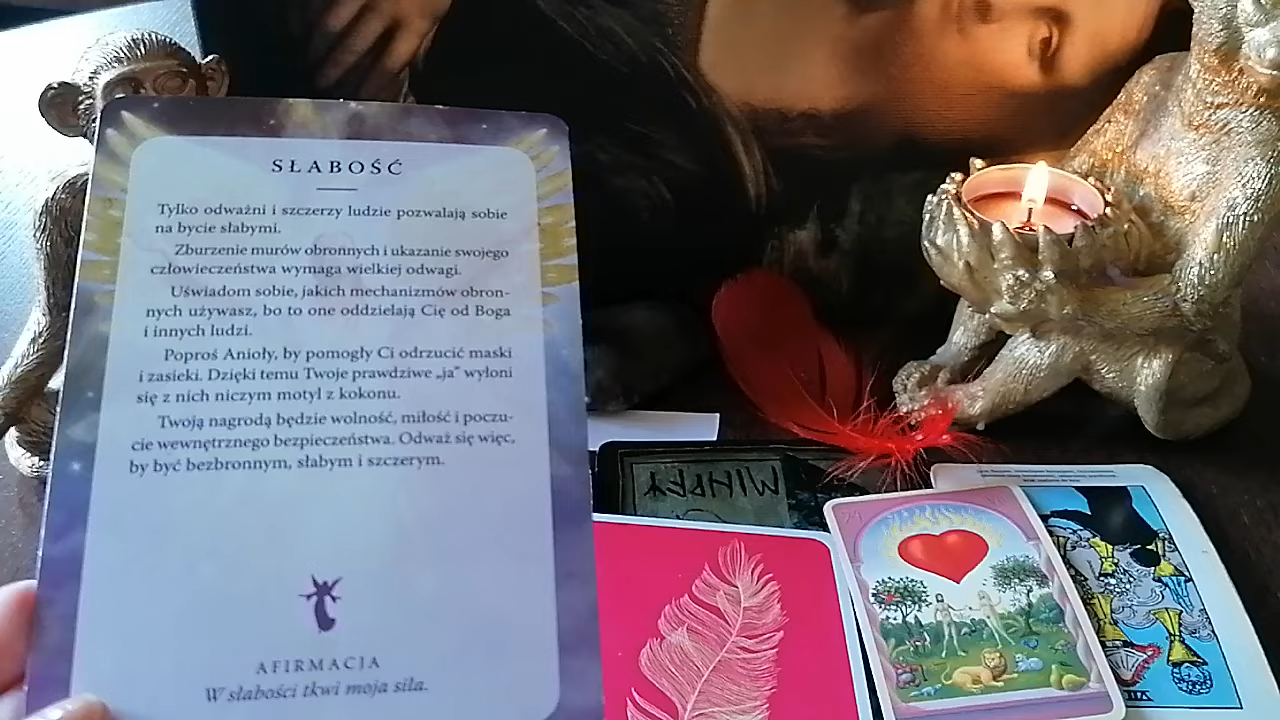 SŁABOŚĆ
Tylko odważni i szczerzy ludzie pozwalają sobie
na bycie słabymi.
Zburzenie murów obronnych i ukazanie swojego
człowieczeństwa wymaga wielkiej odwagi.
Uświadom sobie, jakich mechanizmów obron-
nych używasz, bo to one oddzielają Cię od Boga
i innych ludzi.
Poproś Anioły, by pomogły Ci odrzucić maski
i zasieki. Dzięki temu Twoje prawdziwe „ja” wyłoni
się z nich niczym motyl z kokonu.
Twoją nagrodą będzie wolność, miłość i poczu-
cie wewnętrznego bezpieczeństwa. Odważ się więc,
by być bezbronnym, słabym i szczerym.
AFIRMACJA
W słabości tkwi moja siła.
24